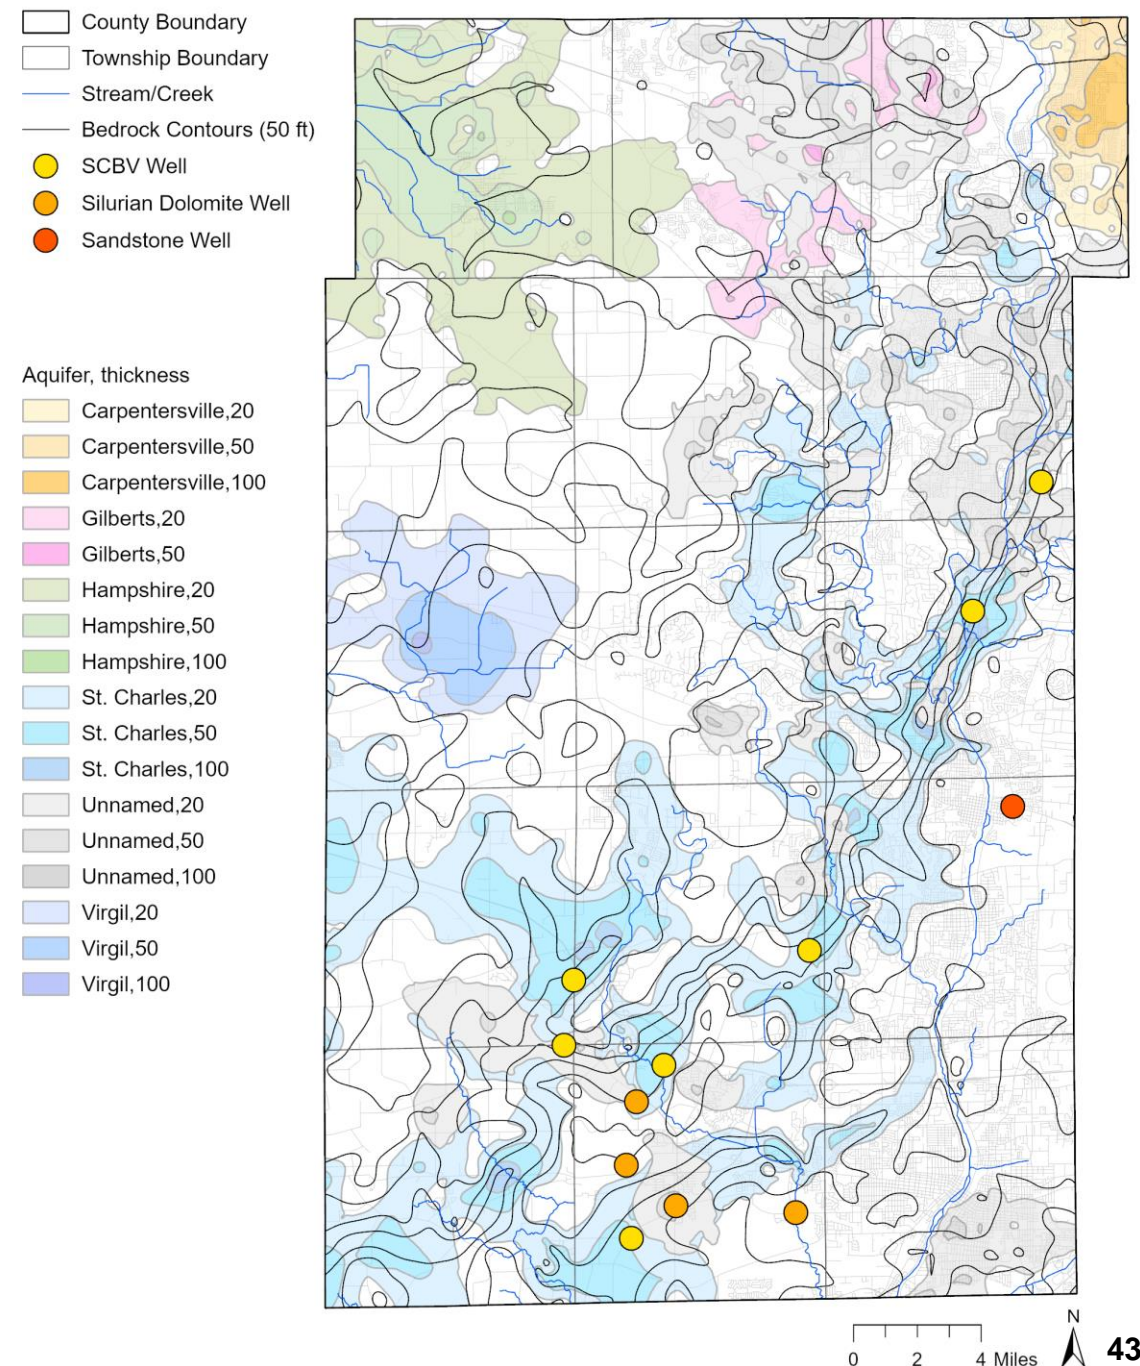 County Boundary
Township Boundary
Stream/Creek
Bedrock Contours (50 ft)
SCBV Well
Silurian Dolomite Well
Sandstone Well
Aquifer, thickness
Carpentersville,20
Carpentersville,50
Carpentersville,100
Gilberts,20
Gilberts,50
Hampshire,20
Hampshire,50
Hampshire,100
St. Charles,20
St. Charles,50
St. Charles,100
Unnamed,20
Unnamed,50
Unnamed,100
Virgil,20
Virgil,50
Virgil,100
N
0 2 4 Miles
43